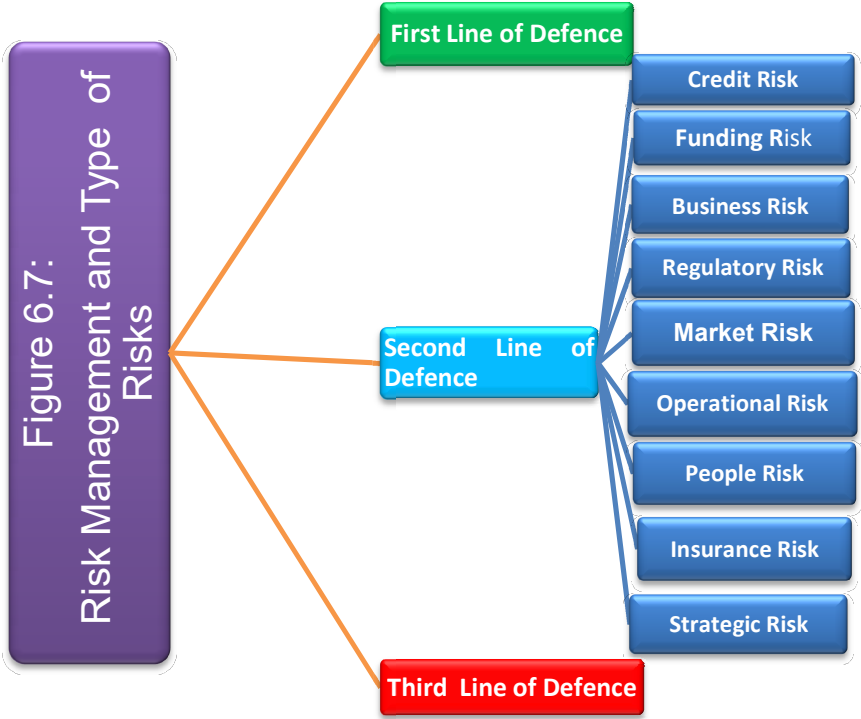 Figure 6.7:
Risk Management and Type of
Risks
First Line of Defence
Second Line of
Defence
Third Line of Defence
Credit Risk
Funding Risk
Business Risk
Regulatory Risk
Market Risk
Operational Risk
People Risk
Insurance Risk
Strategic Risk